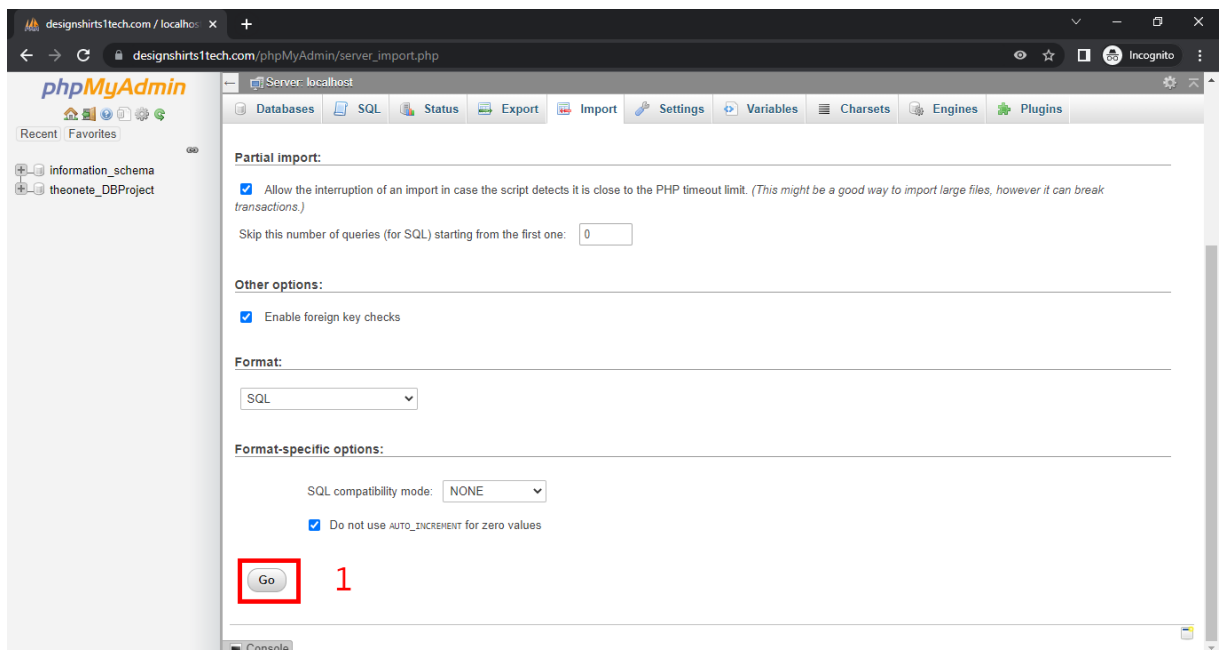 designshirts1tech.com / localhos
designshirts1tech.com/phpMyAdmin/server_import.php
Incognito
phpMyAdmin
Recent Favorites
information_schema
theonete_DBProject
Server: localhost
Databases SQL Status Export Import Settings Variables Charsets Engines Plugins
Partial import:
Allow the interruption of an import in case the script detects it is close to the PHP timeout limit. (This might be a good way to import large files, however it can break
transactions.)
Skip this number of queries (for SQL) starting from the first one: 0
Other options:
Enable foreign key checks
Format:
SQL
Format-specific options:
SQL compatibility mode: NONE
Do not use AUTO_INCREMENT for zero values
Go 1
Console